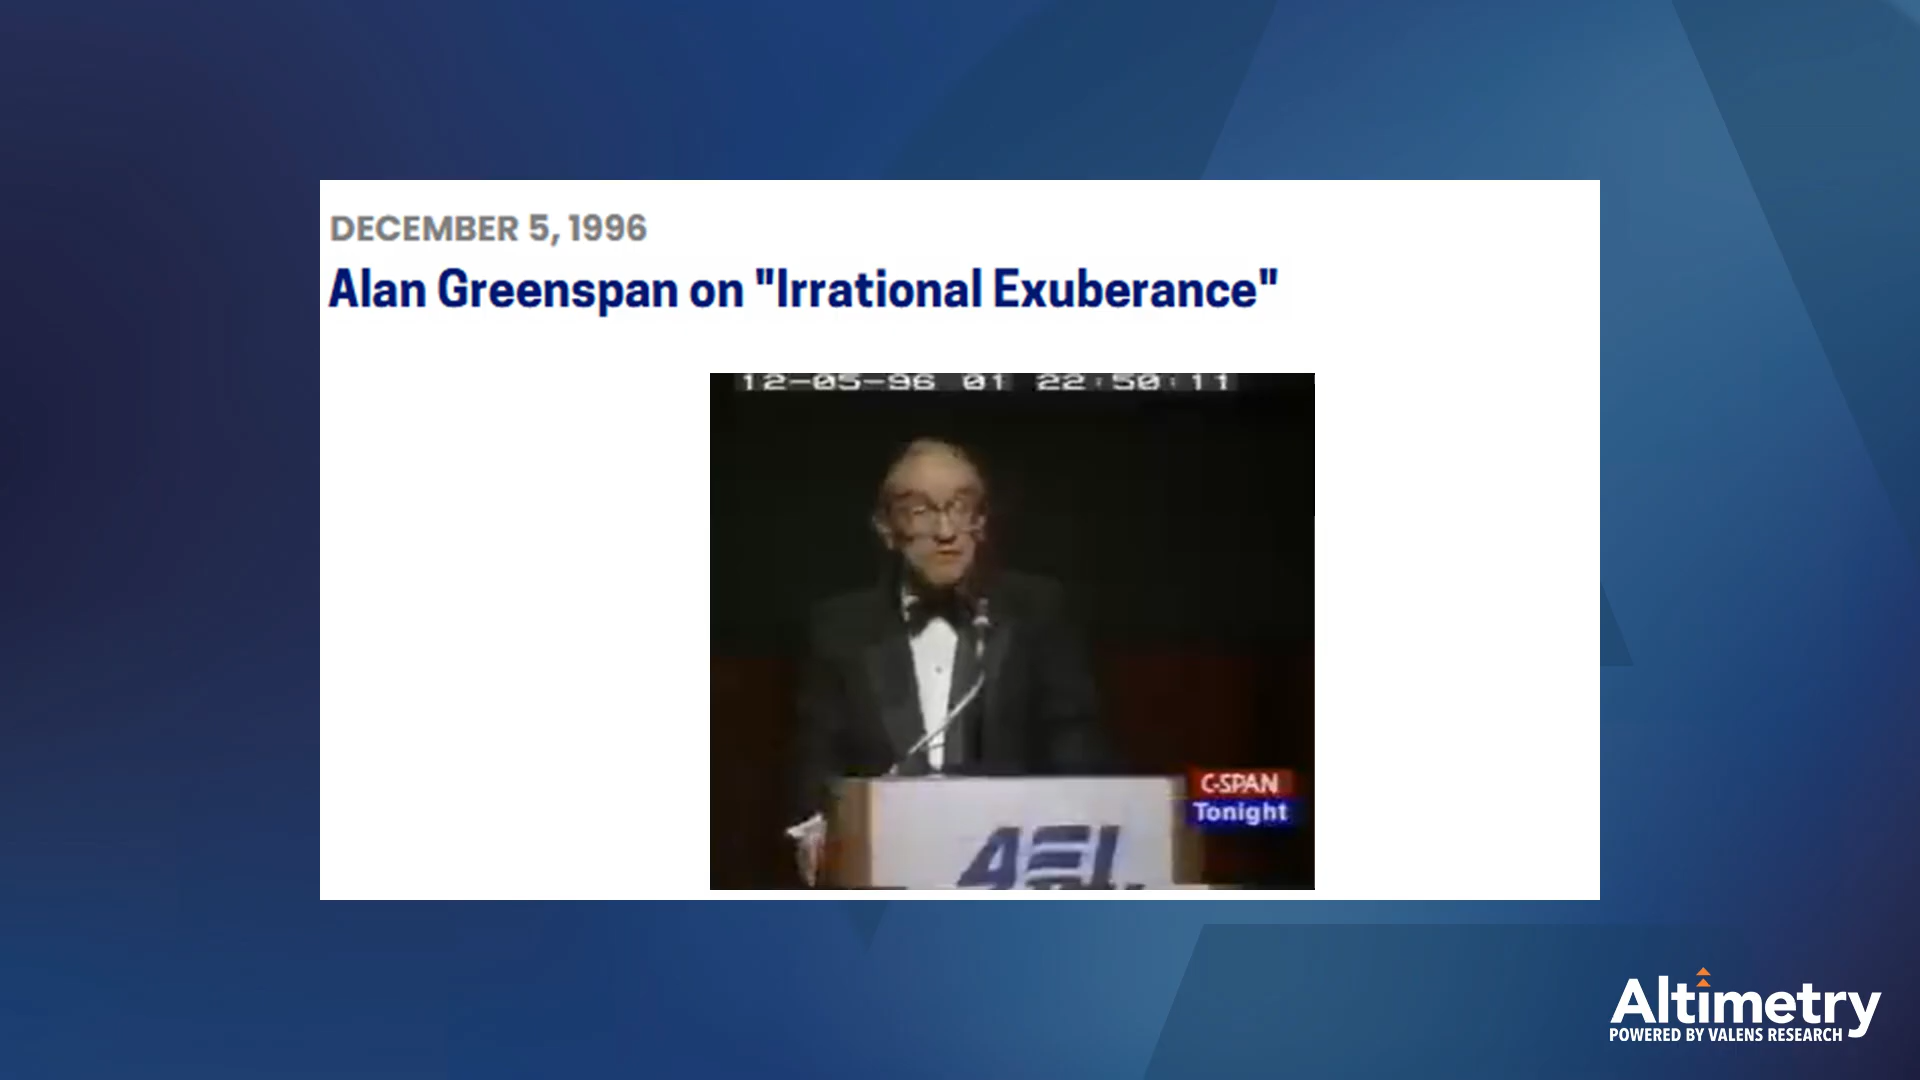 DECEMBER 5, 1996
Alan Greenspan on "Irrational Exuberance"
12-05-96 01 22:50:11
C-SPAN
Tonight
AEI
Altimetry
POWERED BY VALENS RESEARCH